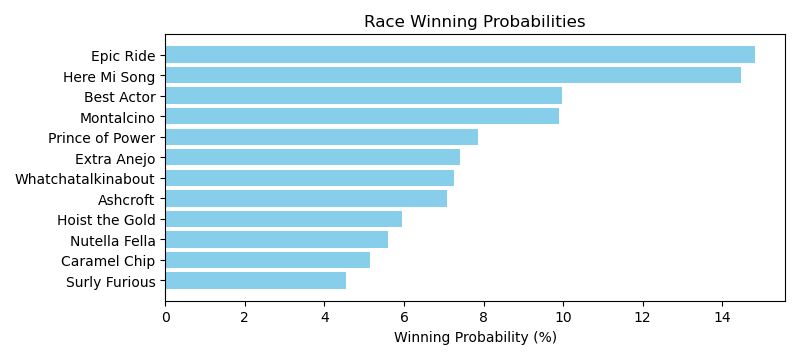 Race Winning Probabilities
Epic Ride
Here Mi Song
Best Actor
Montalcino
Prince of Power
Extra Anejo
Whatchatalkinabout
Ashcroft
Hoist the Gold
Nutella Fella
Caramel Chip
Surly Furious
0 2 4 6 8 10 12 14
Winning Probability (%)